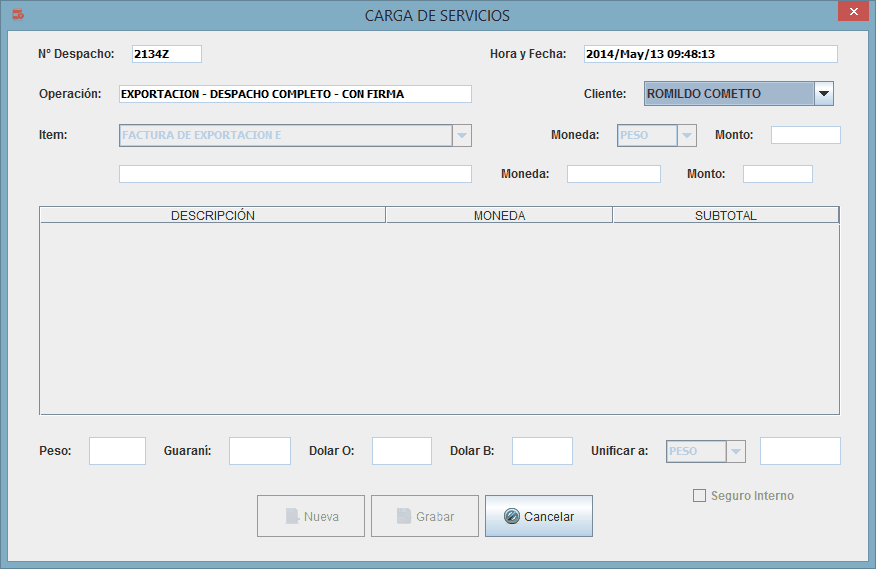 CARGA DE SERVICIOS
Nº Despacho: 2134Z Hora y Fecha: 2014/May/13 09:48:13
Operación: EXPORTACION - DESPACHO COMPLETO - CON FIRMA Cliente: ROMILDO COMETTO
Item: FACTURA DE EXPORTACION E Moneda: PESO Monto:
Moneda: Monto:
DESCRIPCIÓN MONEDA SUBTOTAL
Peso: Guaraní: Dolar O: Dolar B: Unificar a: PESO
Seguro Interno
Nueva Grabar Cancelar